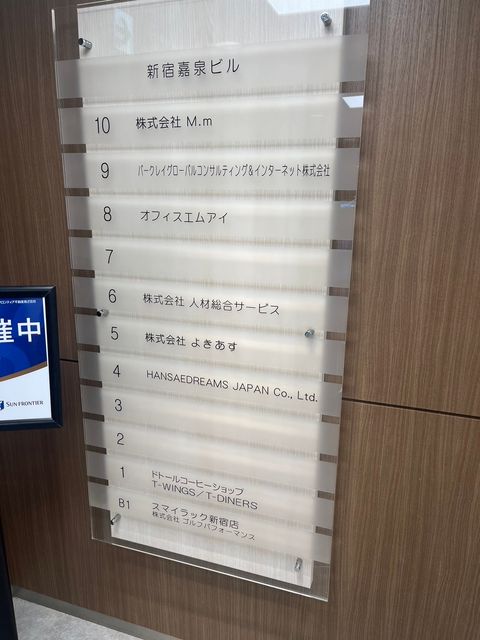 新宿嘉泉ビル
10 株式会社 M.m
9 バークレイグローバルコンサルティング&インターネット株式会社
8 オフィスエムアイ
7
6 株式会社 人材総合サービス
5 株式会社 よきあす
4 HANSAEDREAMS JAPAN Co., Ltd.
3
2
1 ドトールコーヒーショップ
T-WINGS/T-DINERS
B1 スマイラック新宿店
株式会社 ゴルフパフォーマンス
催中
SUN FRONTIER